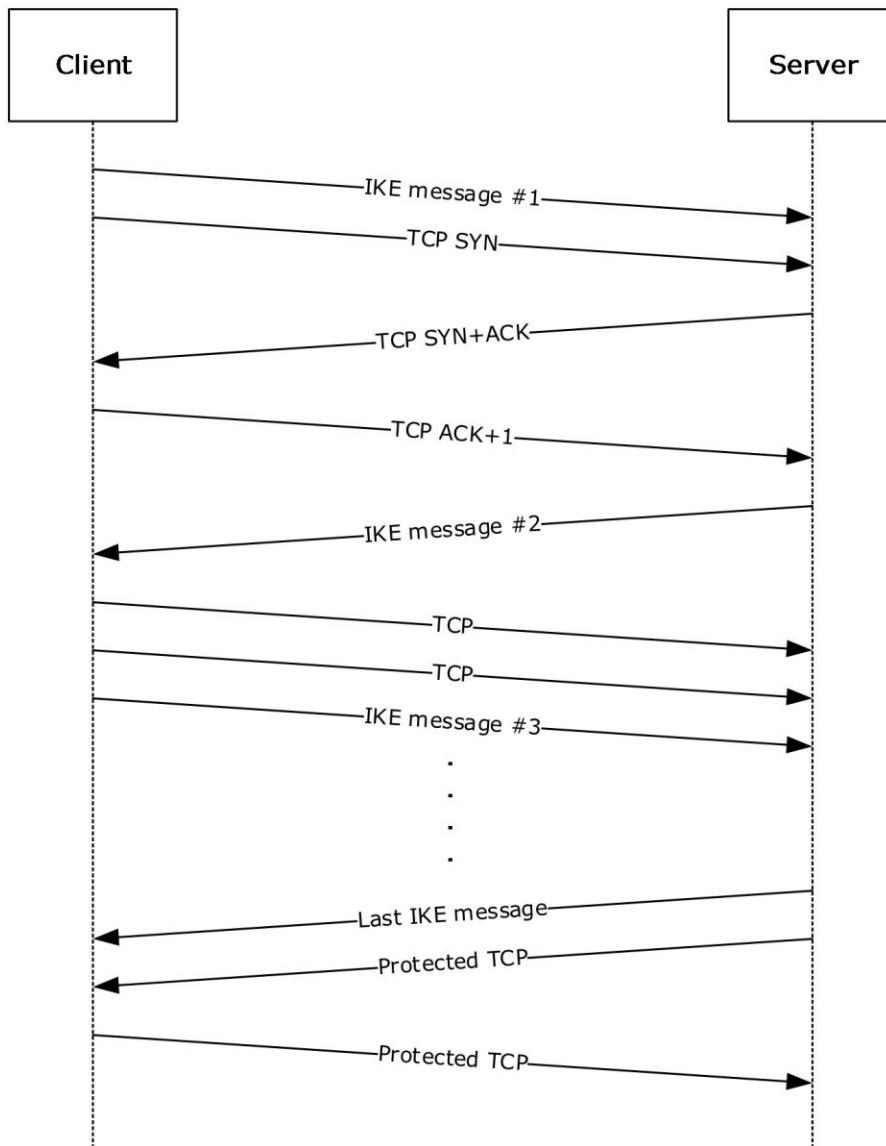 Client
Server
IKE message #1
TCP SYN
TCP SYN+ACK
TCP ACK+1
IKE message #2
TCP
TCP
IKE message #3
Last IKE message
Protected TCP
Protected TCP